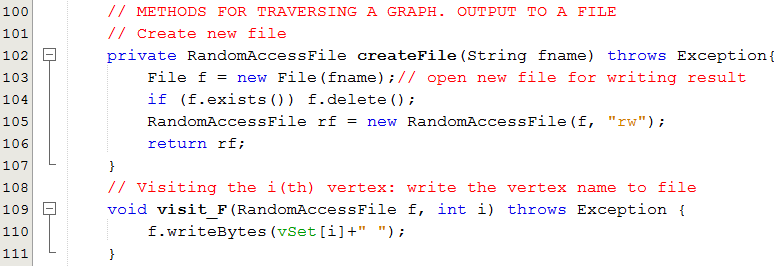 100 // METHODS FOR TRAVERSING A GRAPH. OUTPUT TO A FILE
101 // Create new file
102 private RandomAccessFile createFile(String fname) throws Exception{
103 File f = new File(fname);// open new file for writing result
104 if (f.exists()) f.delete();
105 RandomAccessFile rf = new RandomAccessFile(f, "rw");
106 return rf;
107 }
108 // Visiting the i(th) vertex: write the vertex name to file
109 void visit_F(RandomAccessFile f, int i) throws Exception {
110 f.writeBytes(vSet[i]+" ");
111 }